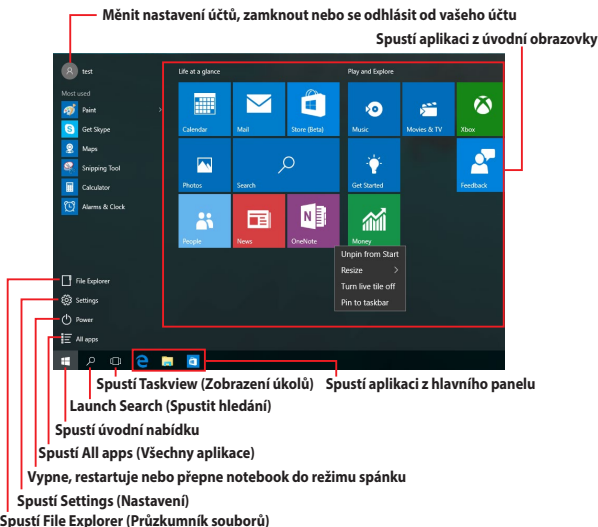 Měnit nastavení účtů, zamknout nebo se odhlásit od vašeho účtu
Spustí aplikaci z úvodní obrazovky
test
Life at a glance
Play and Explore
Most used
Paint
Get Skype
Maps
Snipping Tool
Calculator
Alarms & Clock
Calendar
Mail
Store (Beta)
Music
Movies & TV
Xbox
Photos
Search
Get Started
Feedback
People
News
OneNote
Money
Unpin from Start
Resize
Turn live tile off
Pin to taskbar
File Explorer
Settings
Power
All apps
Spustí Taskview (Zobrazení úkolů)
Spustí aplikaci z hlavního panelu
Launch Search (Spustit hledání)
Spustí úvodní nabídku
Spustí All apps (Všechny aplikace)
Vypne, restartuje nebo přepne notebook do režimu spánku
Spustí Settings (Nastavení)
Spustí File Explorer (Průzkumník souborů)